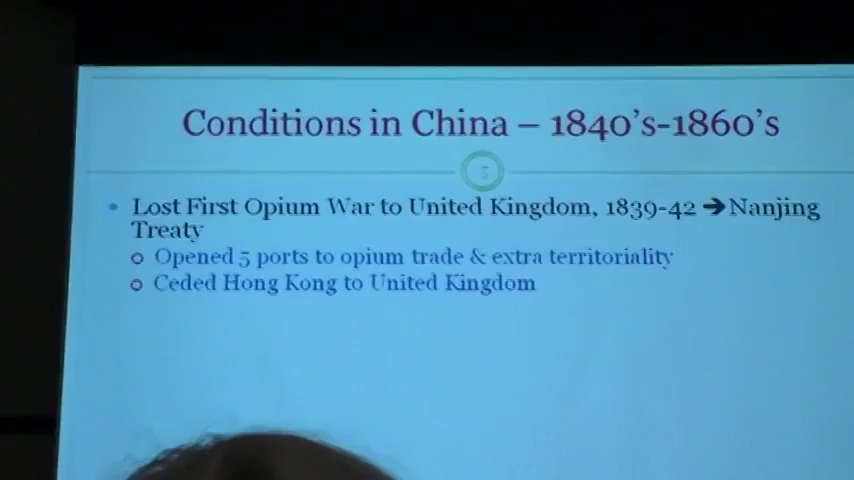 Conditions in China – 1840's-1860's
3
• Lost First Opium War to United Kingdom, 1839-42 ➔ Nanjing
Treaty
o Opened 5 ports to opium trade & extra territoriality
o Ceded Hong Kong to United Kingdom